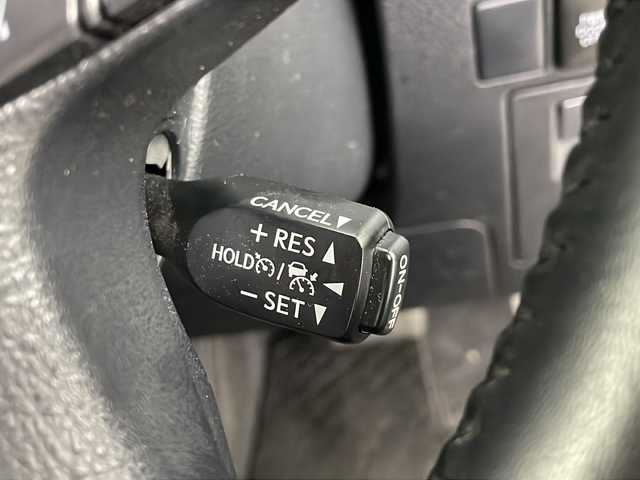 CANCEL▼
+ RES ▲
HOLD / ◀
− SET ▼
ON-OFF